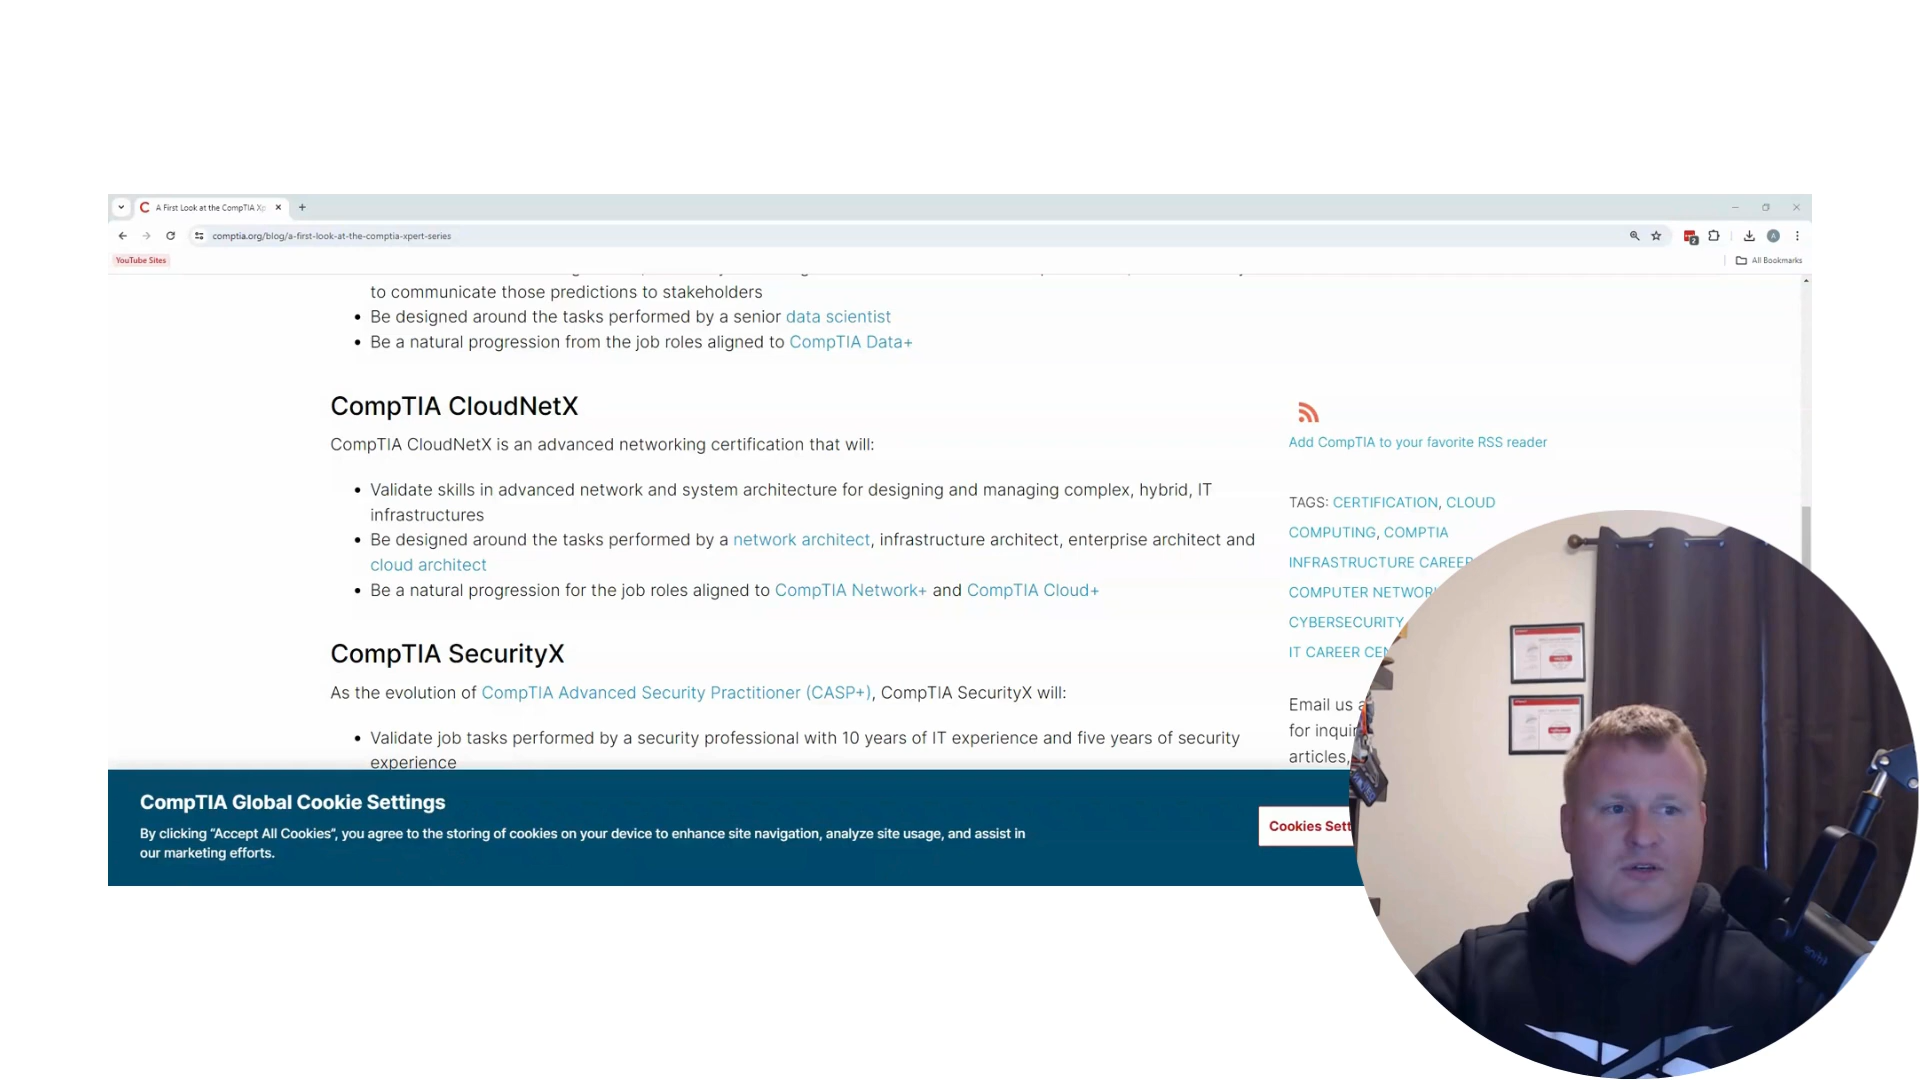 A First Look at the CompTIA Xp
comptia.org/blog/a-first-look-at-the-comptia-xpert-series
YouTube Sites
All Bookmarks
to communicate those predictions to stakeholders
• Be designed around the tasks performed by a senior data scientist
• Be a natural progression from the job roles aligned to CompTIA Data+
CompTIA CloudNetX
CompTIA CloudNetX is an advanced networking certification that will:
• Validate skills in advanced network and system architecture for designing and managing complex, hybrid, IT
infrastructures
• Be designed around the tasks performed by a network architect, infrastructure architect, enterprise architect and
cloud architect
• Be a natural progression for the job roles aligned to CompTIA Network+ and CompTIA Cloud+
CompTIA SecurityX
As the evolution of CompTIA Advanced Security Practitioner (CASP+), CompTIA SecurityX will:
• Validate job tasks performed by a security professional with 10 years of IT experience and five years of security
experience
Add CompTIA to your favorite RSS reader
TAGS: CERTIFICATION, CLOUD
COMPUTING, COMPTIA
INFRASTRUCTURE CAREER
COMPUTER NETWOR
CYBERSECURITY
IT CAREER CEN
Email us a
for inquir
articles,
CompTIA Global Cookie Settings
By clicking “Accept All Cookies”, you agree to the storing of cookies on your device to enhance site navigation, analyze site usage, and assist in
our marketing efforts.
Cookies Sett